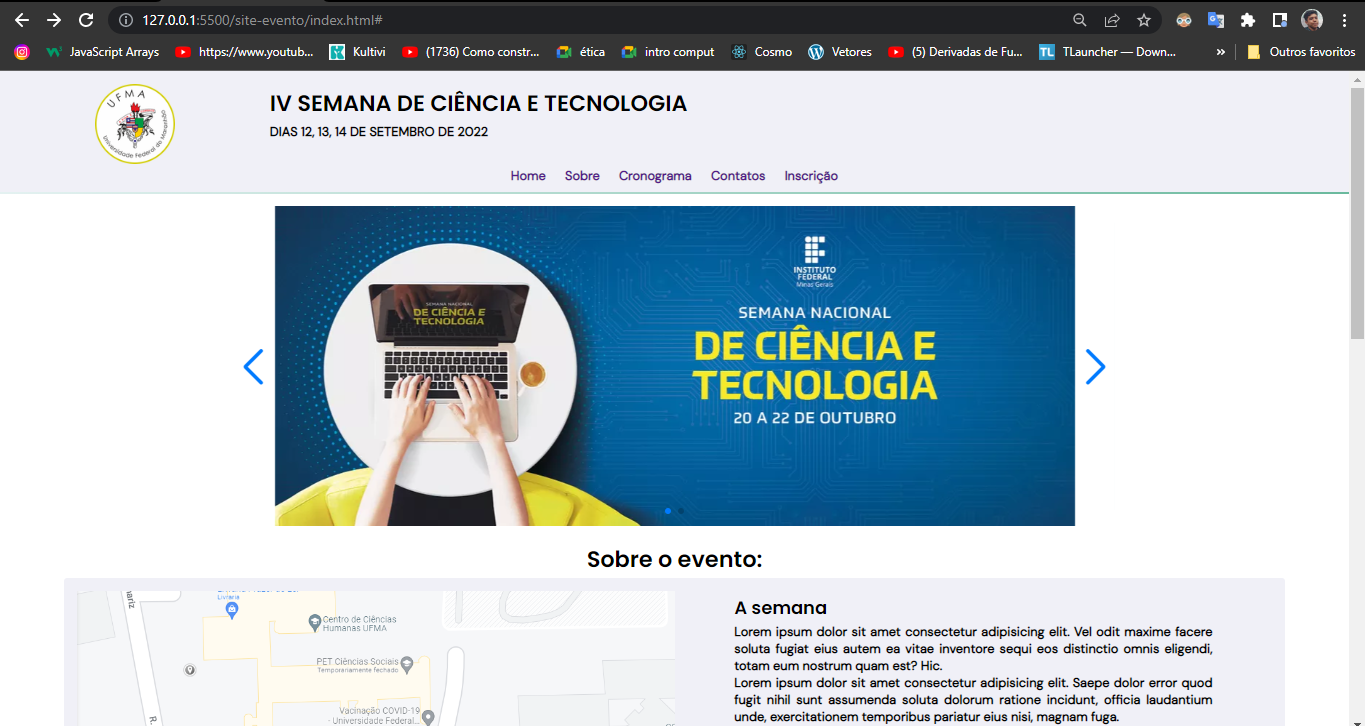 127.0.0.1:5500/site-evento/index.html#
JavaScript Arrays
https://www.youtub...
Kultivi
(1736) Como constr...
ética
intro comput
Cosmo
Vetores
(5) Derivadas de Fu...
TL
TLauncher — Down...
»
Outros favoritos
UFMA
Universidade Federal do Maranhão
IV SEMANA DE CIÊNCIA E TECNOLOGIA
DIAS 12, 13, 14 DE SETEMBRO DE 2022
Home Sobre Cronograma Contatos Inscrição
INSTITUTO
FEDERAL
Minas Gerais
SEMANA NACIONAL
DE CIÊNCIA E
TECNOLOGIA
20 A 22 DE OUTUBRO
SEMANA NACIONAL
DE CIÊNCIA E
TECNOLOGIA
Sobre o evento:
Livraria
Centro de Ciências
Humanas UFMA
PET Ciências Sociais
Temporariamente fechado
Vacinação COVID-19
- Universidade Federal...
R.
A semana
Lorem ipsum dolor sit amet consectetur adipisicing elit. Vel odit maxime facere
soluta fugiat eius autem ea vitae inventore sequi eos distinctio omnis eligendi,
totam eum nostrum quam est? Hic.
Lorem ipsum dolor sit amet consectetur adipisicing elit. Saepe dolor error quod
fugit nihil sunt assumenda soluta dolorum ratione incidunt, officia laudantium
unde, exercitationem temporibus pariatur eius nisi, magnam fuga.